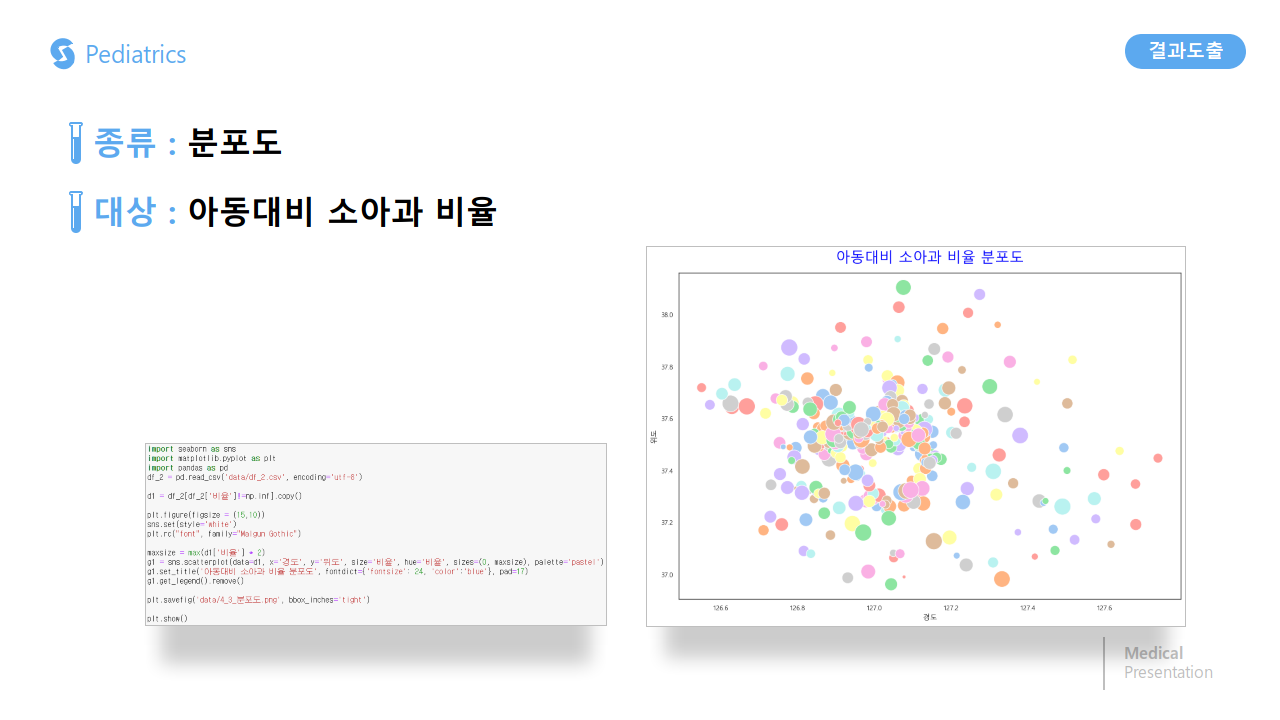 Pediatrics
결과도출
종류 : 분포도
대상 : 아동대비 소아과 비율
import seaborn as sns
import matplotlib.pyplot as plt
import pandas as pd
df_2 = pd.read_csv('data/df_2.csv', encoding='utf-8')
d1 = df_2[df_2['비율']!=np.inf].copy()
plt.figure(figsize = (15,10))
sns.set(style='white')
plt.rc("font", family="Malgun Gothic")
maxsize = max(d1['비율'] * 2)
g1 = sns.scatterplot(data=d1, x='경도', y='위도', size='비율', hue='비율', sizes=(0, maxsize), palette='pastel')
g1.set_title('아동대비 소아과 비율 분포도', fontdict={'fontsize': 24, 'color':'blue'}, pad=17)
g1.get_legend().remove()
plt.savefig('data/4_3_분포도.png', bbox_inches='tight')
plt.show()
아동대비 소아과 비율 분포도
38.0
37.8
37.6
37.4
37.2
37.0
위도
126.6 126.8 127.0 127.2 127.4 127.6
경도
Medical
Presentation